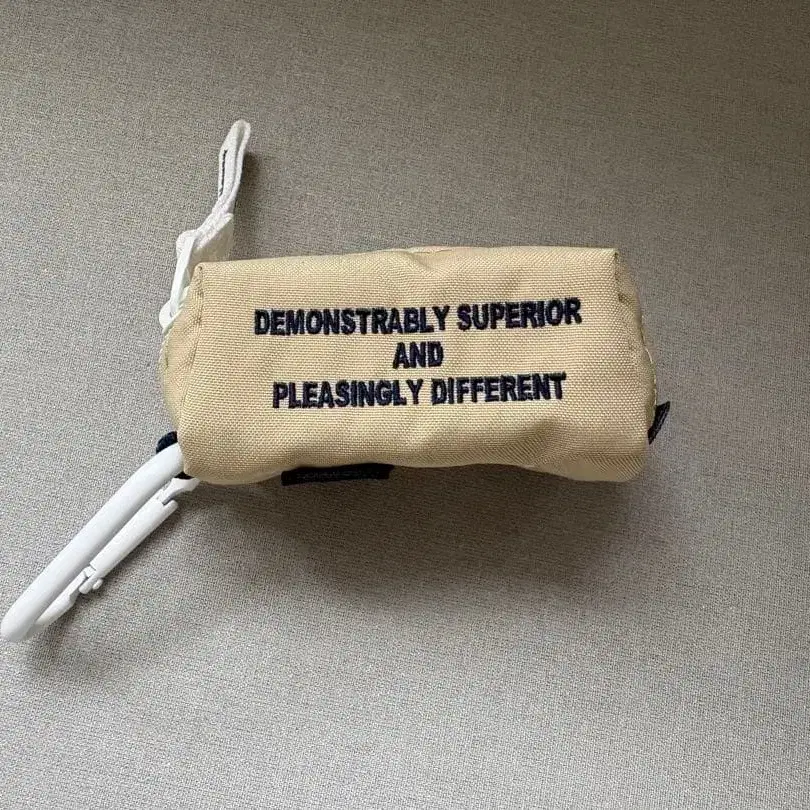 DEMONSTRABLY SUPERIOR
AND
PLEASINGLY DIFFERENT